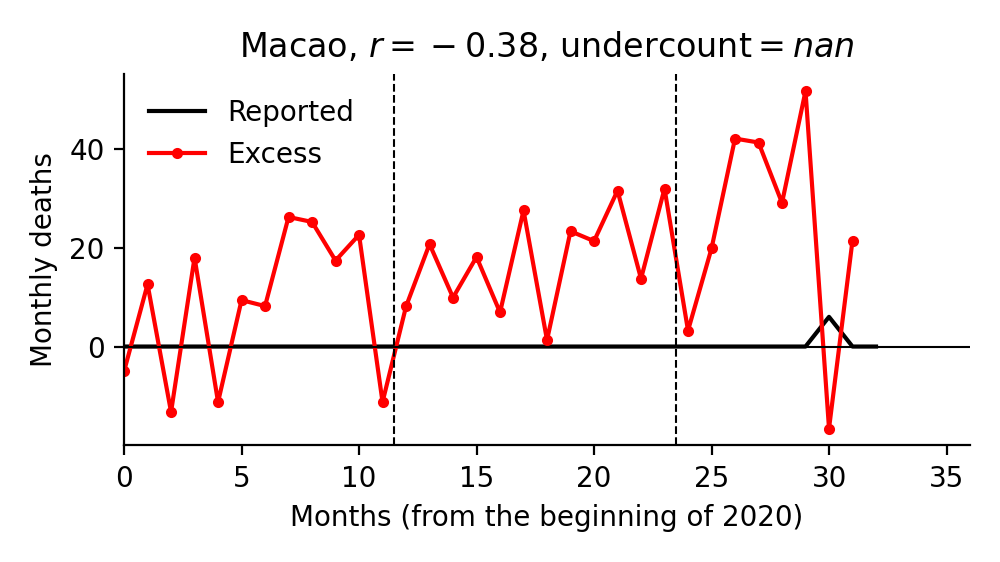 Macao, r = −0.38, undercount = nan
Reported
Excess
Monthly deaths
40
20
0
0 5 10 15 20 25 30 35
Months (from the beginning of 2020)